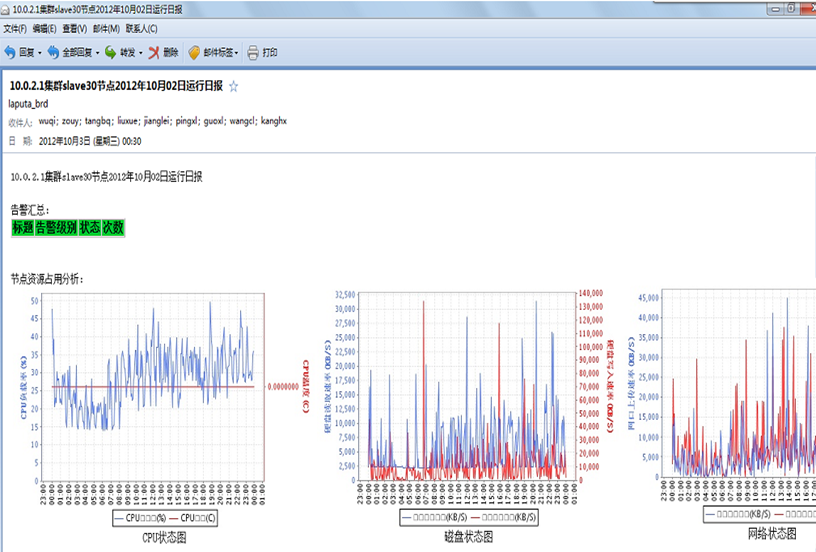 10.0.2.1集群slave30节点2012年10月02日运行日报
文件(F) 编辑(E) 查看(V) 邮件(M) 联系人(C)
回复 全部回复 转发 删除 邮件标签 打印
10.0.2.1集群slave30节点2012年10月02日运行日报
laputa_brd
收件人: wuqi; zouy; tangbq; liuxue; jianglei; pingxl; guoxl; wangcl; kanghx
日 期: 2012年10月3日 (星期三) 00:30
10.0.2.1集群slave30节点2012年10月02日运行日报
告警汇总:
标题 告警级别 状态 次数
节点资源占用分析:
CPU负载率(%)
50
45
40
35
30
25
20
15
10
5
0
0.0000000
CPU温度(C)
23:00 00:00 01:00 02:00 03:00 04:00 05:00 06:00 07:00 08:00 09:00 10:00 11:00 12:00 13:00 14:00 15:00 16:00 17:00 18:00 19:00 20:00 21:00 22:00 23:00 00:00 01:00
CPU□□□(%) CPU□□(C)
CPU状态图
硬盘读取速率(KB/S)
32,500
30,000
27,500
25,000
22,500
20,000
17,500
15,000
12,500
10,000
7,500
5,000
2,500
0
140,000
130,000
120,000
110,000
100,000
90,000
80,000
70,000
60,000
50,000
40,000
30,000
20,000
10,000
0
硬盘写入速率(KB/S)
23:00 00:00 01:00 02:00 03:00 04:00 05:00 06:00 07:00 08:00 09:00 10:00 11:00 12:00 13:00 14:00 15:00 16:00 17:00 18:00 19:00 20:00 21:00 22:00 23:00 00:00 01:00
□□□□□□(KB/S) □□□□□□(KB/S)
磁盘状态图
网口上传速率(KB/S)
45,000
40,000
35,000
30,000
25,000
20,000
15,000
10,000
5,000
0
23:00 00:00 01:00 02:00 03:00 04:00 05:00 06:00 07:00 08:00 09:00 10:00 11:00 12:00 13:00 14:00 15:00 16:00 17:00
□□□□□□(KB/S) □□□□
网络状态图